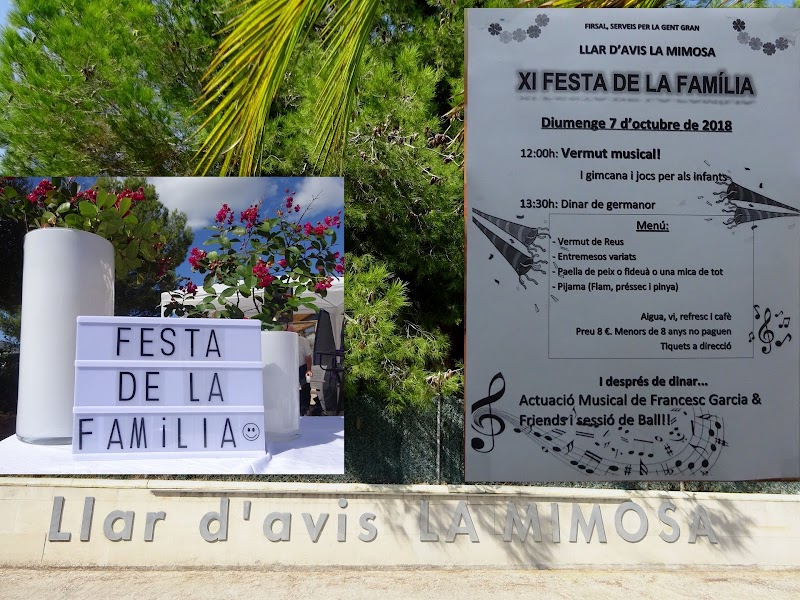 FIRSAL, SERVEIS PER LA GENT GRAN
LLAR D'AVIS LA MIMOSA
XI FESTA DE LA FAMÍLIA
Diumenge 7 d'octubre de 2018
12:00h: Vermut musical!
I gimcana i jocs per als infants
13:30h: Dinar de germanor
Menú:
- Vermut de Reus
- Entremesos variats
- Paella de peix o fideuà o una mica de tot
- Pijama (Flam, préssec i pinya)
Aigua, vi, refresc i cafè
Preu 8 €. Menors de 8 anys no paguen
Tiquets a direcció
I després de dinar...
Actuació Musical de Francesc Garcia &
Friends i sessió de Ball!!
FESTA
DE LA
FAMiLIA
Llar d'avis LA MIMOSA